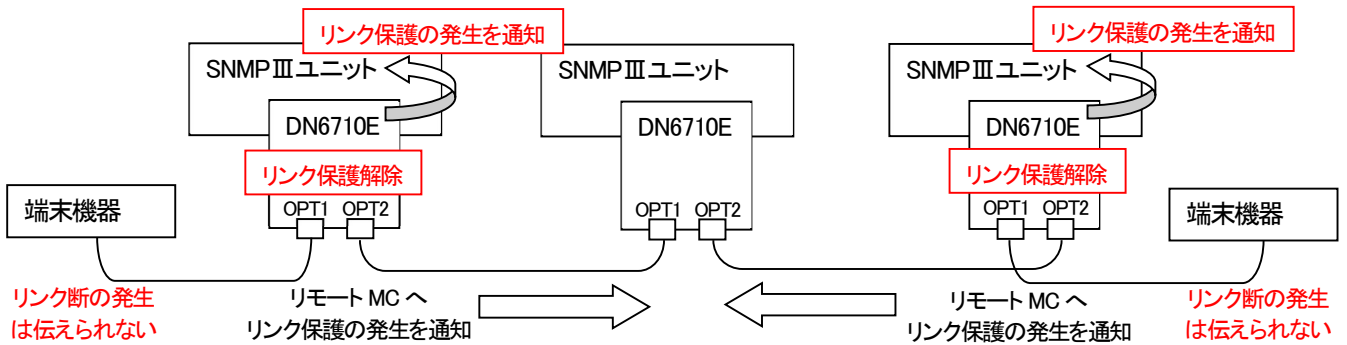 リンク保護の発生を通知
リンク保護の発生を通知
SNMPⅢユニット
SNMPⅢユニット
SNMPⅢユニット
DN6710E
DN6710E
DN6710E
リンク保護解除
リンク保護解除
端末機器
OPT1 OPT2
OPT1 OPT2
OPT1 OPT2
端末機器
リンク断の発生
は伝えられない
リモート MC へ
リンク保護の発生を通知
リモート MC へ
リンク保護の発生を通知
リンク断の発生
は伝えられない